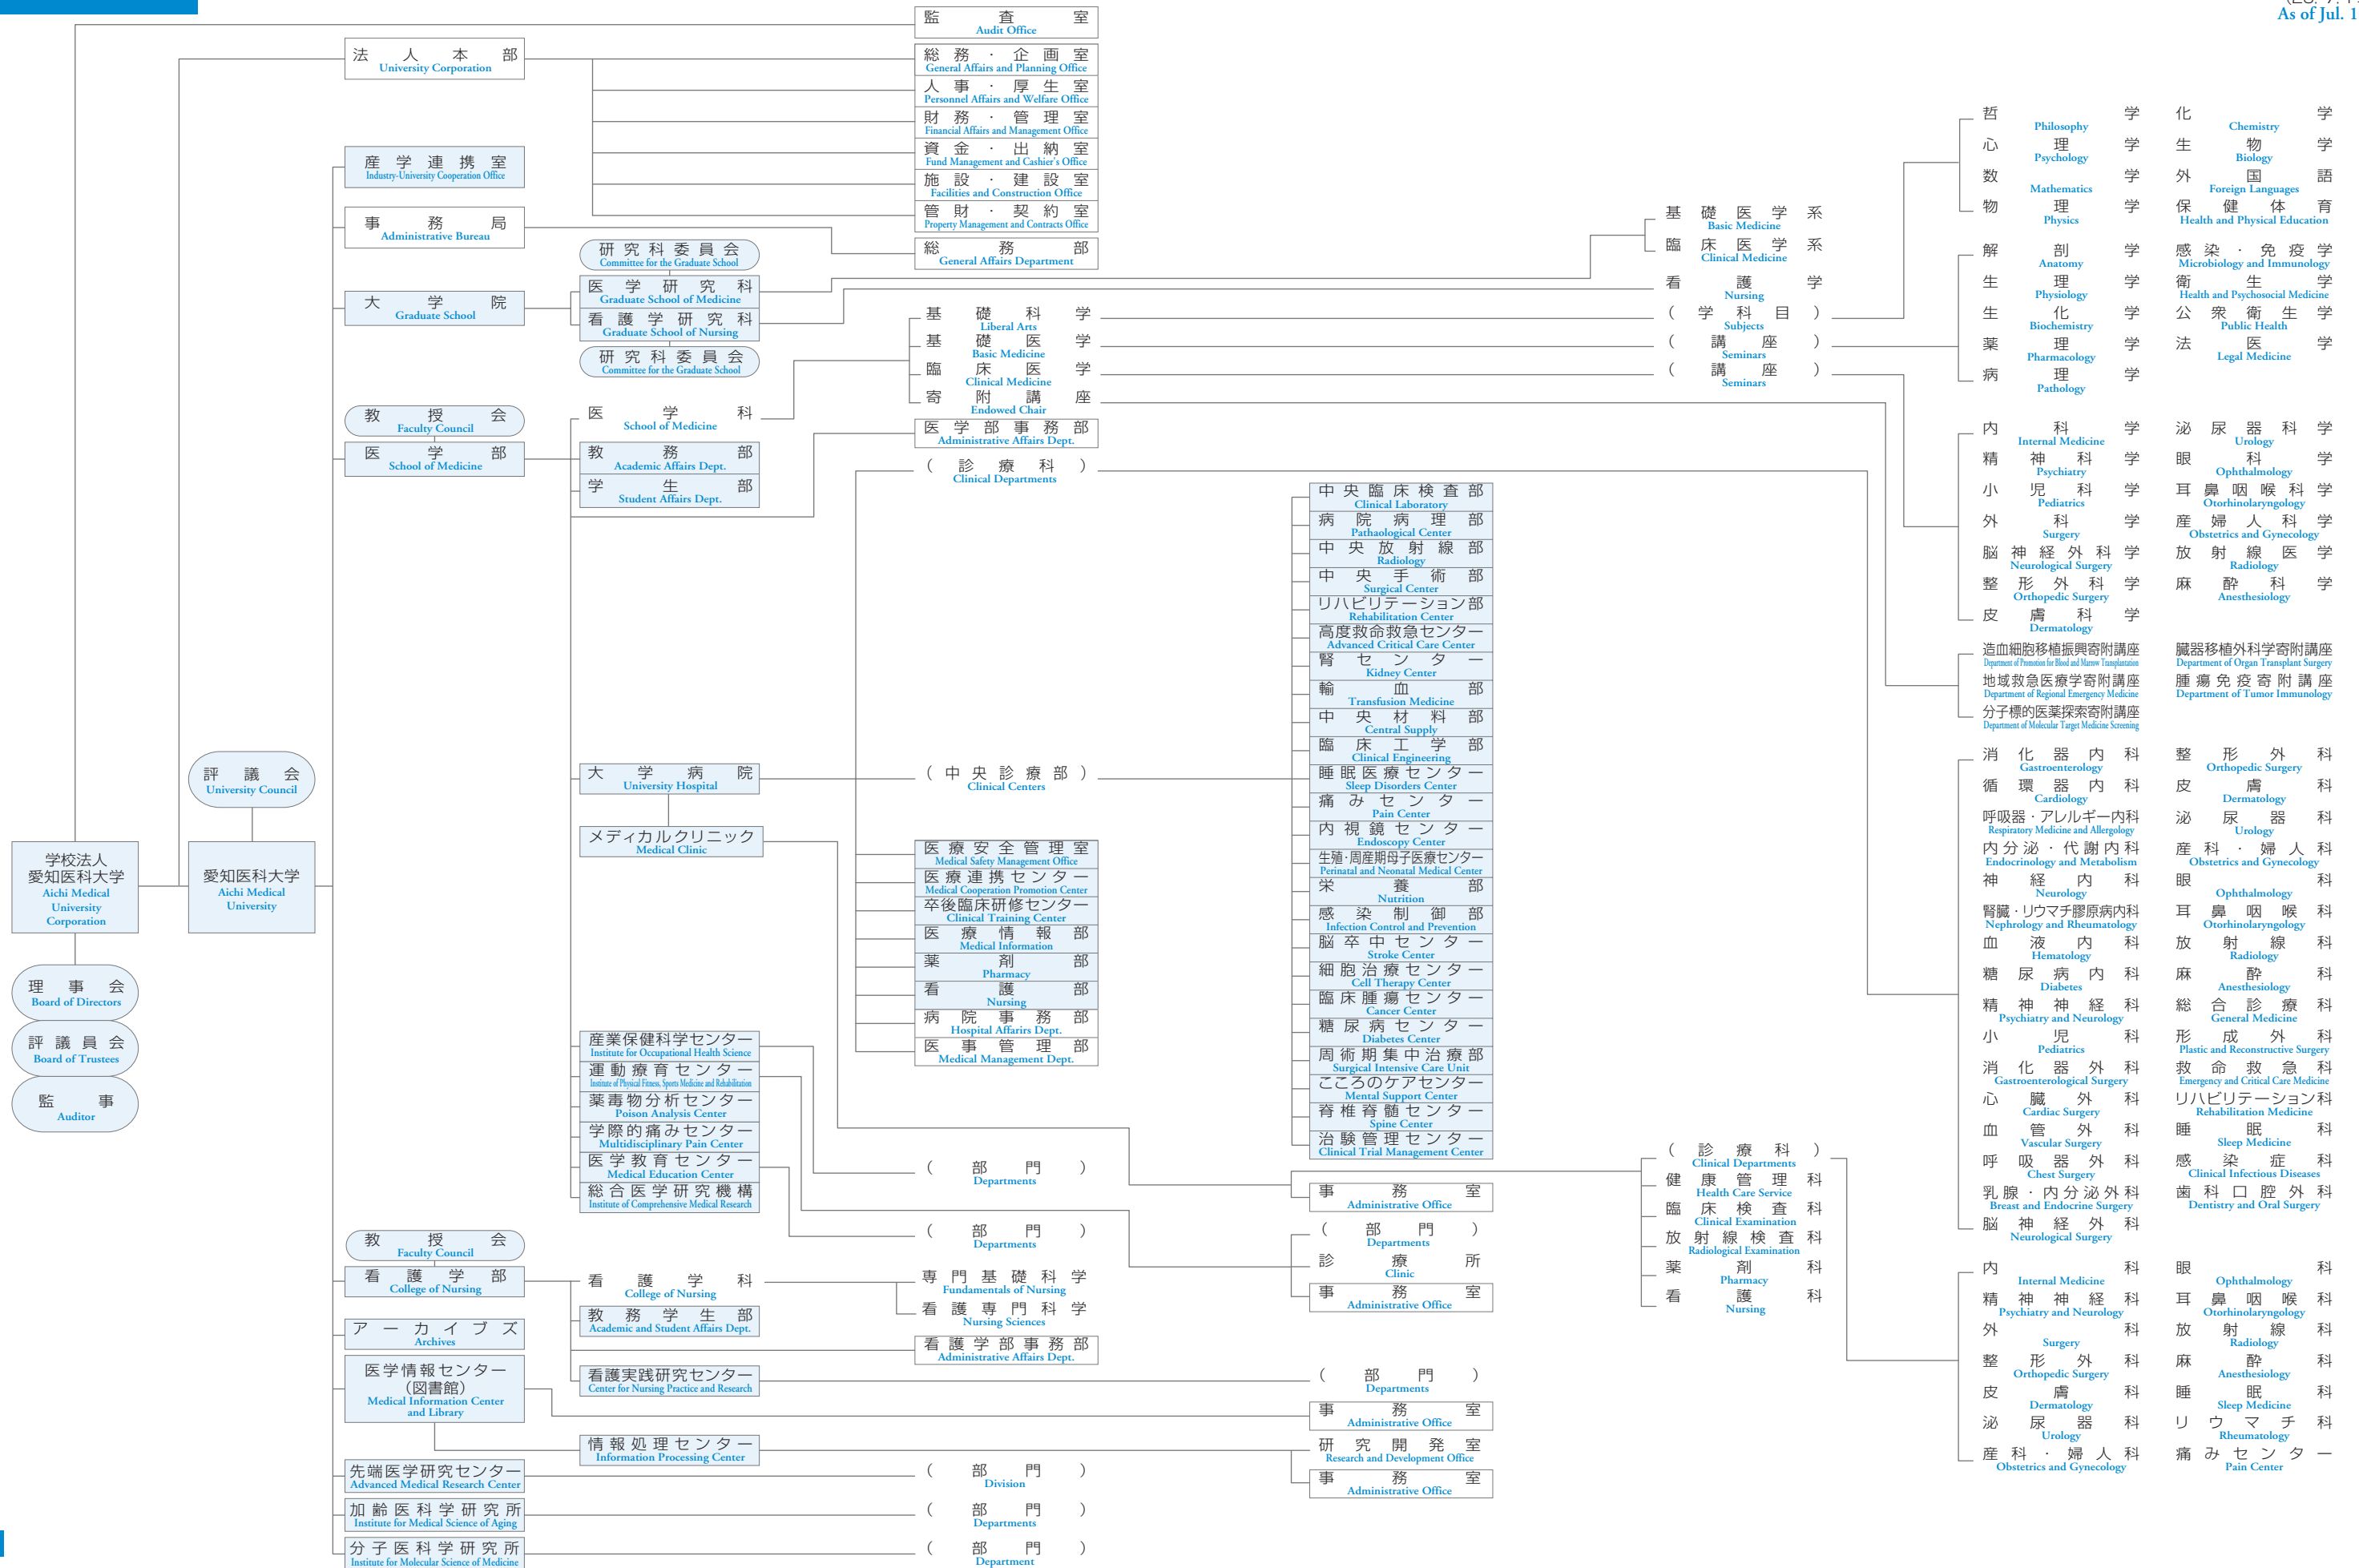 As of Jul. 1
監査室
Audit Office
法人本部
University Corporation
総務・企画室
General Affairs and Planning Office
人事・厚生室
Personnel Affairs and Welfare Office
財務・管理室
Financial Affairs and Management Office
資金・出納室
Fund Management and Cashier's Office
施設・建設室
Facilities and Construction Office
管財・契約室
Property Management and Contracts Office
産学連携室
Industry-University Cooperation Office
事務局
Administrative Bureau
総務部
General Affairs Department
大学院
Graduate School
研究科委員会
Committee for the Graduate School
医学研究科
Graduate School of Medicine
看護学研究科
Graduate School of Nursing
研究科委員会
Committee for the Graduate School
基礎医学系
Basic Medicine
臨床医学系
Clinical Medicine
看護学
Nursing
教授会
Faculty Council
医学部
School of Medicine
医学科
School of Medicine
教務部
Academic Affairs Dept.
学生部
Student Affairs Dept.
基礎科学
Liberal Arts
基礎医学
Basic Medicine
臨床医学
Clinical Medicine
寄附講座
Endowed Chair
医学部事務部
Administrative Affairs Dept.
(学科目)
Subjects
(講座)
Seminars
(講座)
Seminars
哲学 化学
Philosophy Chemistry
心理学 生物学
Psychology Biology
数学 外国語
Mathematics Foreign Languages
物理学 保健体育
Physics Health and Physical Education
解剖学 感染・免疫学
Anatomy Microbiology and Immunology
生理学 衛生学
Physiology Health and Psychosocial Medicine
生化学 公衆衛生学
Biochemistry Public Health
薬理学 法医学
Pharmacology Legal Medicine
病理学
Pathology
内科学 泌尿器科学
Internal Medicine Urology
精神科学 眼科学
Psychiatry Ophthalmology
小児科学 耳鼻咽喉科学
Pediatrics Otorhinolaryngology
外科学 産婦人科学
Surgery Obstetrics and Gynecology
脳神経外科学 放射線医学
Neurological Surgery Radiology
整形外科学 麻酔科学
Orthopedic Surgery Anesthesiology
皮膚科学
Dermatology
造血細胞移植振興寄附講座 臓器移植外科学寄附講座
Department of Promotion for Blood and Marrow Transplantation Department of Organ Transplant Surgery
地域救急医療学寄附講座 腫瘍免疫寄附講座
Department of Regional Emergency Medicine Department of Tumor Immunology
分子標的医薬探索寄附講座
Department of Molecular Target Medicine Screening
(診療科)
Clinical Departments
大学病院
University Hospital
メディカルクリニック
Medical Clinic
(中央診療部)
Clinical Centers
中央臨床検査部
Clinical Laboratory
病院病理部
Pathaological Center
中央放射線部
Radiology
中央手術部
Surgical Center
リハビリテーション部
Rehabilitation Center
高度救命救急センター
Advanced Critical Care Center
腎センター
Kidney Center
輸血部
Transfusion Medicine
中央材料部
Central Supply
臨床工学部
Clinical Engineering
睡眠医療センター
Sleep Disorders Center
痛みセンター
Pain Center
内視鏡センター
Endoscopy Center
生殖・周産期母子医療センター
Perinatal and Neonatal Medical Center
栄養部
Nutrition
感染制御部
Infection Control and Prevention
脳卒中センター
Stroke Center
細胞治療センター
Cell Therapy Center
臨床腫瘍センター
Cancer Center
糖尿病センター
Diabetes Center
周術期集中治療部
Surgical Intensive Care Unit
こころのケアセンター
Mental Support Center
脊椎脊髄センター
Spine Center
治験管理センター
Clinical Trial Management Center
医療安全管理室
Medical Safety Management Office
医療連携センター
Medical Cooperation Promotion Center
卒後臨床研修センター
Clinical Training Center
医療情報部
Medical Information
薬剤部
Pharmacy
看護部
Nursing
病院事務部
Hospital Affarirs Dept.
医事管理部
Medical Management Dept.
消化器内科 整形外科
Gastroenterology Orthopedic Surgery
循環器内科 皮膚科
Cardiology Dermatology
呼吸器・アレルギー内科 泌尿器科
Respiratory Medicine and Allergology Urology
内分泌・代謝内科 産科・婦人科
Endocrinology and Metabolism Obstetrics and Gynecology
神経内科 眼科
Neurology Ophthalmology
腎臓・リウマチ膠原病内科 耳鼻咽喉科
Nephrology and Rheumatology Otorhinolaryngology
血液内科 放射線科
Hematology Radiology
糖尿病内科 麻酔科
Diabetes Anesthesiology
精神神経科 総合診療科
Psychiatry and Neurology General Medicine
小児科 形成外科
Pediatrics Plastic and Reconstructive Surgery
消化器外科 救命救急科
Gastroenterological Surgery Emergency and Critical Care Medicine
心臓外科 リハビリテーション科
Cardiac Surgery Rehabilitation Medicine
血管外科 睡眠科
Vascular Surgery Sleep Medicine
呼吸器外科 感染症科
Chest Surgery Clinical Infectious Diseases
乳腺・内分泌外科 歯科口腔外科
Breast and Endocrine Surgery Dentistry and Oral Surgery
脳神経外科
Neurological Surgery
評議会
University Council
学校法人
愛知医科大学
Aichi Medical
University
Corporation
愛知医科大学
Aichi Medical
University
理事会
Board of Directors
評議員会
Board of Trustees
監事
Auditor
産業保健科学センター
Institute for Occupational Health Science
運動療育センター
Institute of Physical Fitness, Sports Medicine and Rehabilitation
薬毒物分析センター
Poison Analysis Center
学際的痛みセンター
Multidisciplinary Pain Center
医学教育センター
Medical Education Center
総合医学研究機構
Institute of Comprehensive Medical Research
(部門)
Departments
(部門)
Departments
事務室
Administrative Office
(部門)
Departments
診療所
Clinic
事務室
Administrative Office
(診療科)
Clinical Departments
健康管理科
Health Care Service
臨床検査科
Clinical Examination
放射線検査科
Radiological Examination
薬剤科
Pharmacy
看護科
Nursing
内科 眼科
Internal Medicine Ophthalmology
精神神経科 耳鼻咽喉科
Psychiatry and Neurology Otorhinolaryngology
外科 放射線科
Surgery Radiology
整形外科 麻酔科
Orthopedic Surgery Anesthesiology
皮膚科 睡眠科
Dermatology Sleep Medicine
泌尿器科 リウマチ科
Urology Rheumatology
産科・婦人科 痛みセンター
Obstetrics and Gynecology Pain Center
教授会
Faculty Council
看護学部
College of Nursing
看護学科
College of Nursing
教務学生部
Academic and Student Affairs Dept.
専門基礎科学
Fundamentals of Nursing
看護専門科学
Nursing Sciences
看護学部事務部
Administrative Affairs Dept.
看護実践研究センター
Center for Nursing Practice and Research
(部門)
Departments
アーカイブズ
Archives
医学情報センター
(図書館)
Medical Information Center
and Library
事務室
Administrative Office
情報処理センター
Information Processing Center
研究開発室
Research and Development Office
事務室
Administrative Office
先端医学研究センター
Advanced Medical Research Center
(部門)
Division
加齢医科学研究所
Institute for Medical Science of Aging
(部門)
Departments
分子医科学研究所
Institute for Molecular Science of Medicine
(部門)
Department